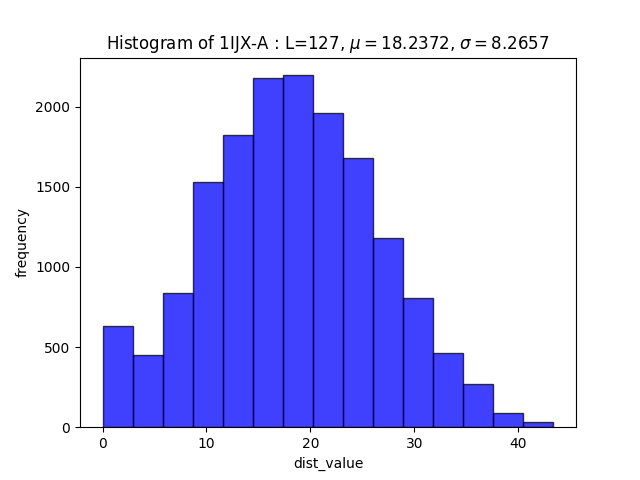 Histogram of 1IJX-A : L=127, μ = 18.2372, σ = 8.2657
2000
1500
1000
500
0
frequency
0 10 20 30 40
dist_value